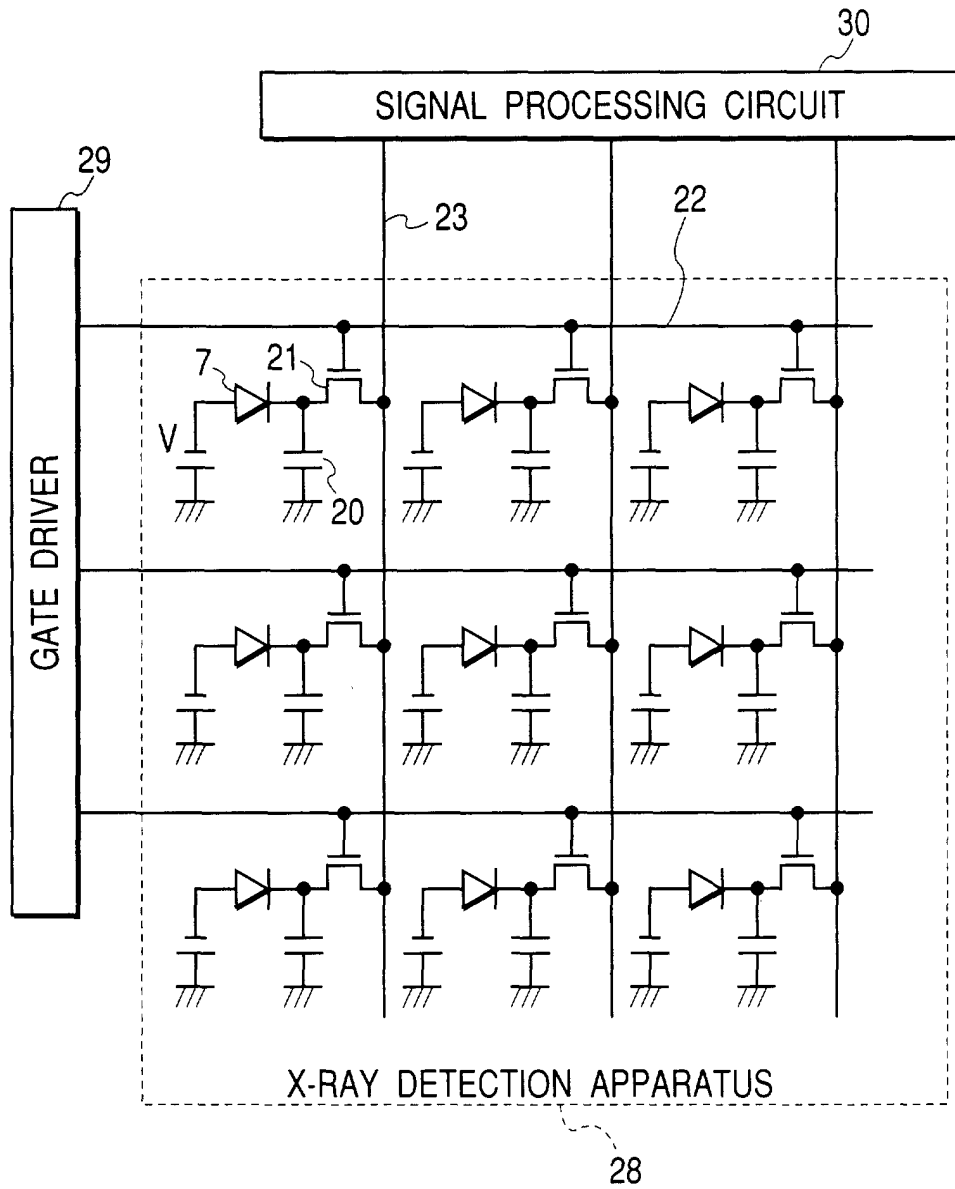 30
SIGNAL PROCESSING CIRCUIT
29
23
22
7
21
V
20
GATE DRIVER
X-RAY DETECTION APPARATUS
28